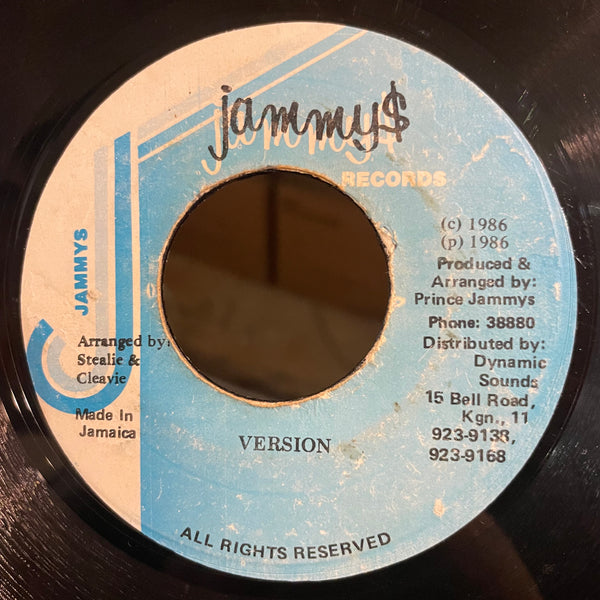 jammy$
RECORDS
JAMMYS
(c) 1986
(p) 1986
Produced &
Arranged by:
Prince Jammys
Phone: 38880
Distributed by:
Dynamic
Sounds
15 Bell Road,
Kgn., 11
923-9138,
923-9168
Arranged by:
Stealie &
Cleavie
Made In
Jamaica
VERSION
ALL RIGHTS RESERVED